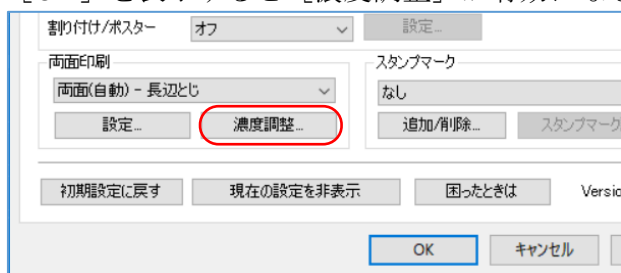 割り付け/ポスター オフ 設定...
両面印刷 スタンプマーク
両面(自動) - 長辺とじ なし
設定... 濃度調整... 追加/削除... スタンプマーク
初期設定に戻す 現在の設定を非表示 困ったときは Versio
OK キャンセル